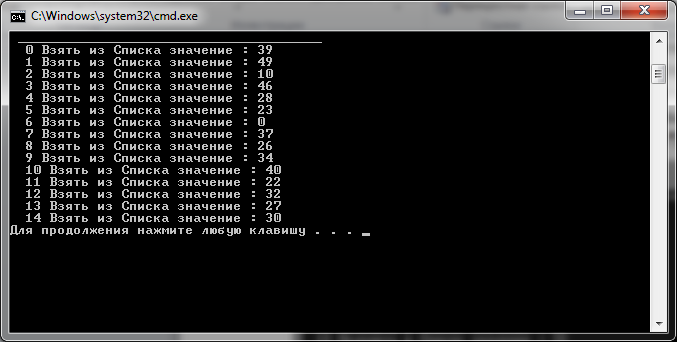 C:\Windows\system32\cmd.exe
0 Взять из Списка значение : 39
1 Взять из Списка значение : 49
2 Взять из Списка значение : 10
3 Взять из Списка значение : 46
4 Взять из Списка значение : 28
5 Взять из Списка значение : 23
6 Взять из Списка значение : 0
7 Взять из Списка значение : 37
8 Взять из Списка значение : 26
9 Взять из Списка значение : 34
10 Взять из Списка значение : 40
11 Взять из Списка значение : 22
12 Взять из Списка значение : 32
13 Взять из Списка значение : 27
14 Взять из Списка значение : 30
Для продолжения нажмите любую клавишу . . .